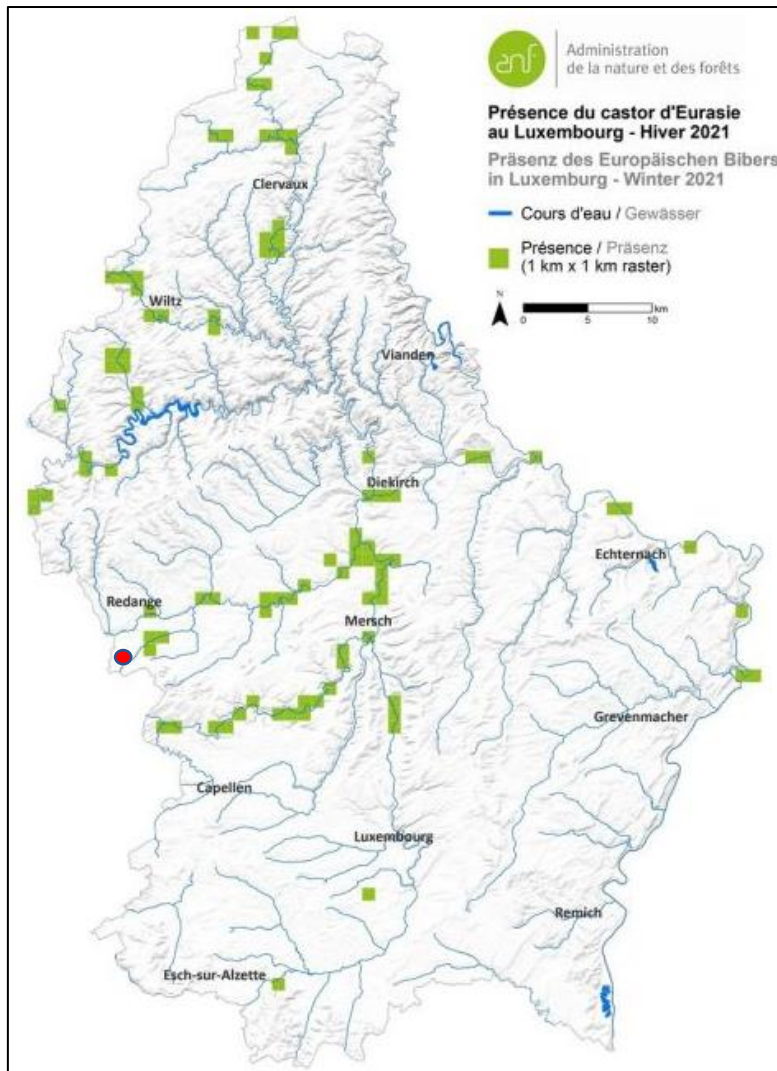 anf
Administration
de la nature et des forêts
Présence du castor d'Eurasie
au Luxembourg - Hiver 2021
Präsenz des Europäischen Bibers
in Luxemburg - Winter 2021
Cours d'eau / Gewässer
Présence / Präsenz
(1 km x 1 km raster)
N
km
0 5 10
Clervaux
Wiltz
Vianden
Diekirch
Echternach
Redange
Mersch
Grevenmacher
Capellen
Luxembourg
Remich
Esch-sur-Alzette